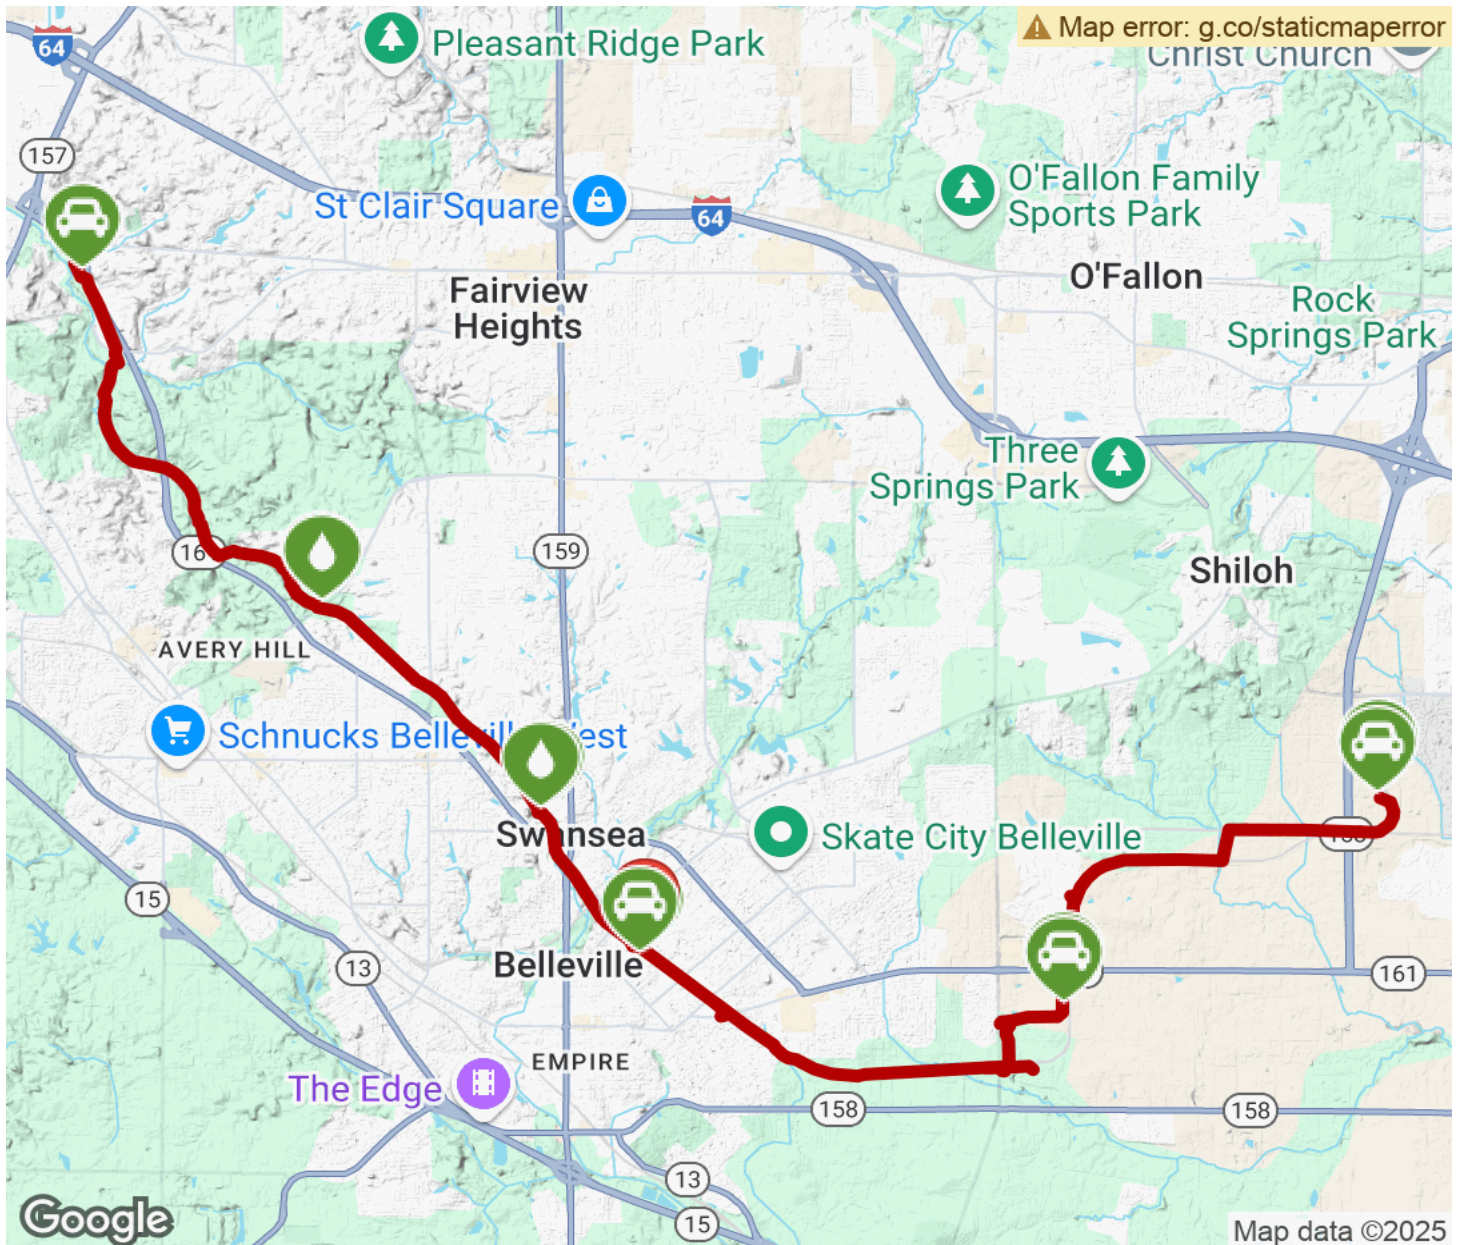 Map error: g.co/staticmaperror
64
Pleasant Ridge Park
Christ Church
157
St Clair Square
64
O'Fallon Family
Sports Park
Fairview
Heights
O'Fallon
Rock
Springs Park
Three
Springs Park
159
Shiloh
AVERY HILL
Schnucks Belleville West
Swansea
Skate City Belleville
15
Belleville
13
161
EMPIRE
The Edge
158
158
13
15
Google
Map data ©2025